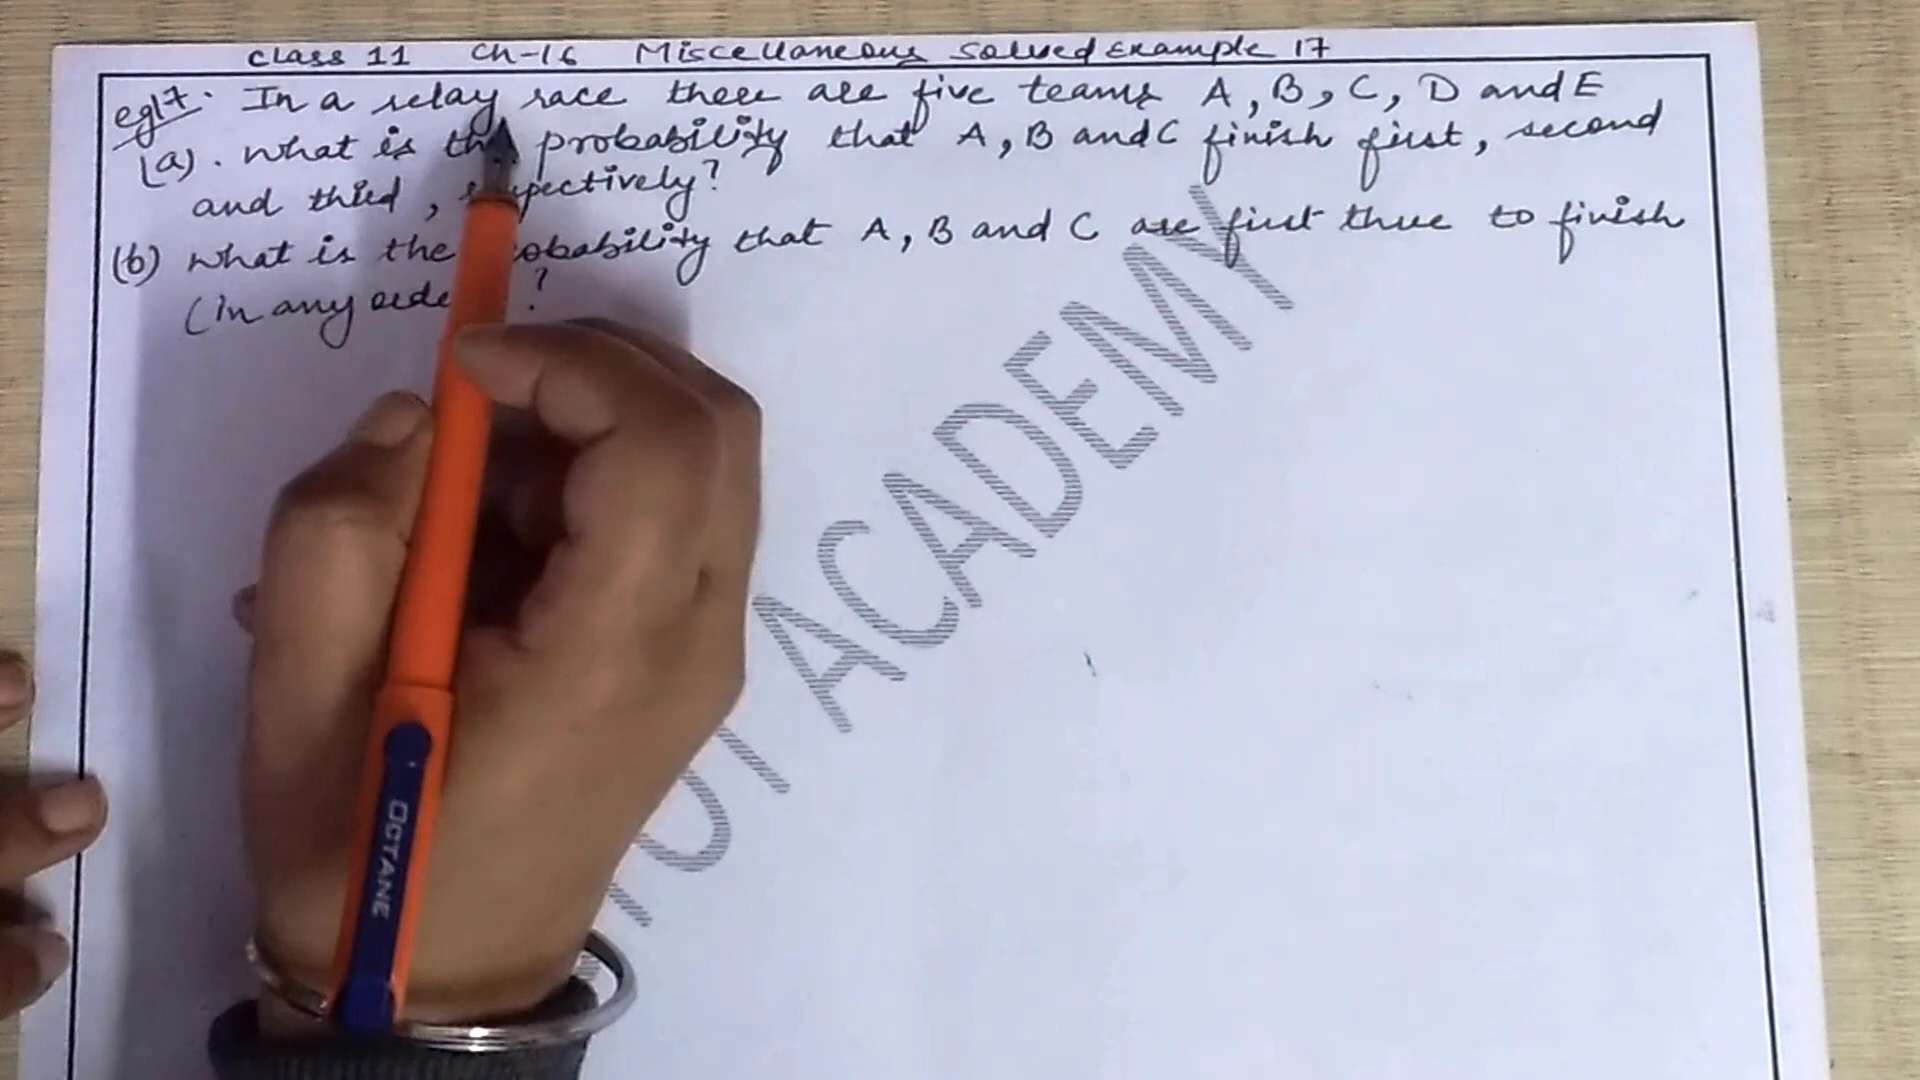 Class 11 Ch-16 Miscellaneous Solved Example 17
eg17. In a relay race there are five teams A, B, C, D and E
(a). What is the probability that A, B and C finish first, second
and third, respectively?
(b) What is the probability that A, B and C are first three to finish
(in any order ?
ACADEMY
OCTANE